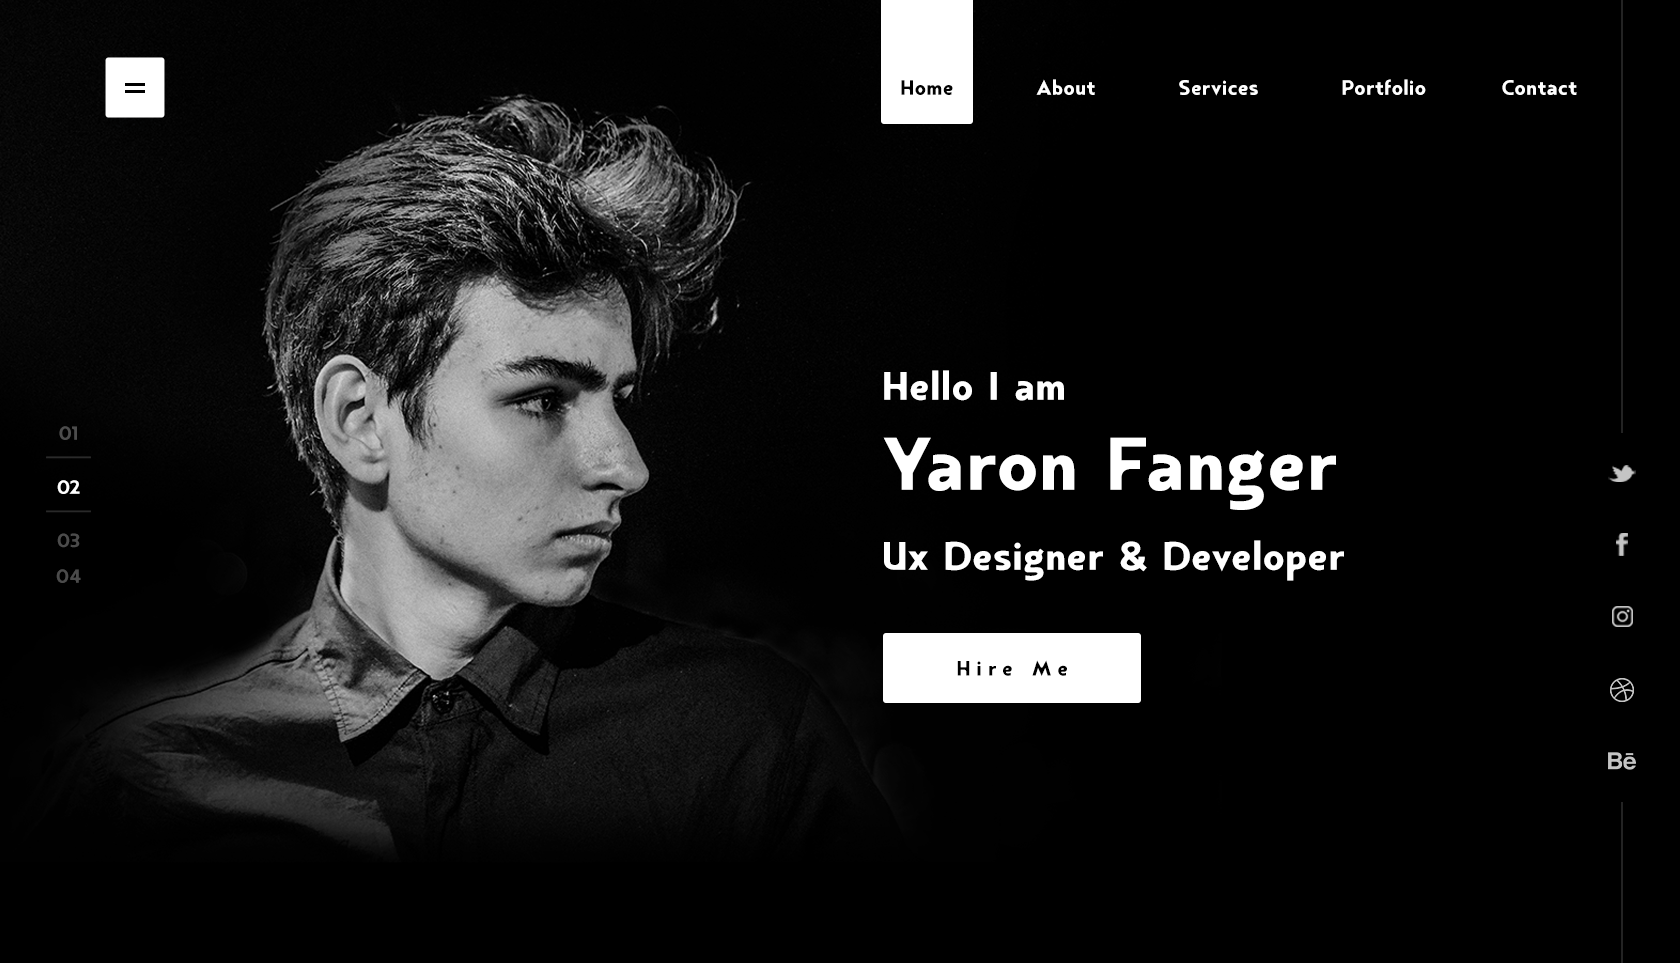 Home About Services Portfolio Contact
Hello I am
Yaron Fanger
Ux Designer & Developer
Hire Me
01
02
03
04
f
Bē